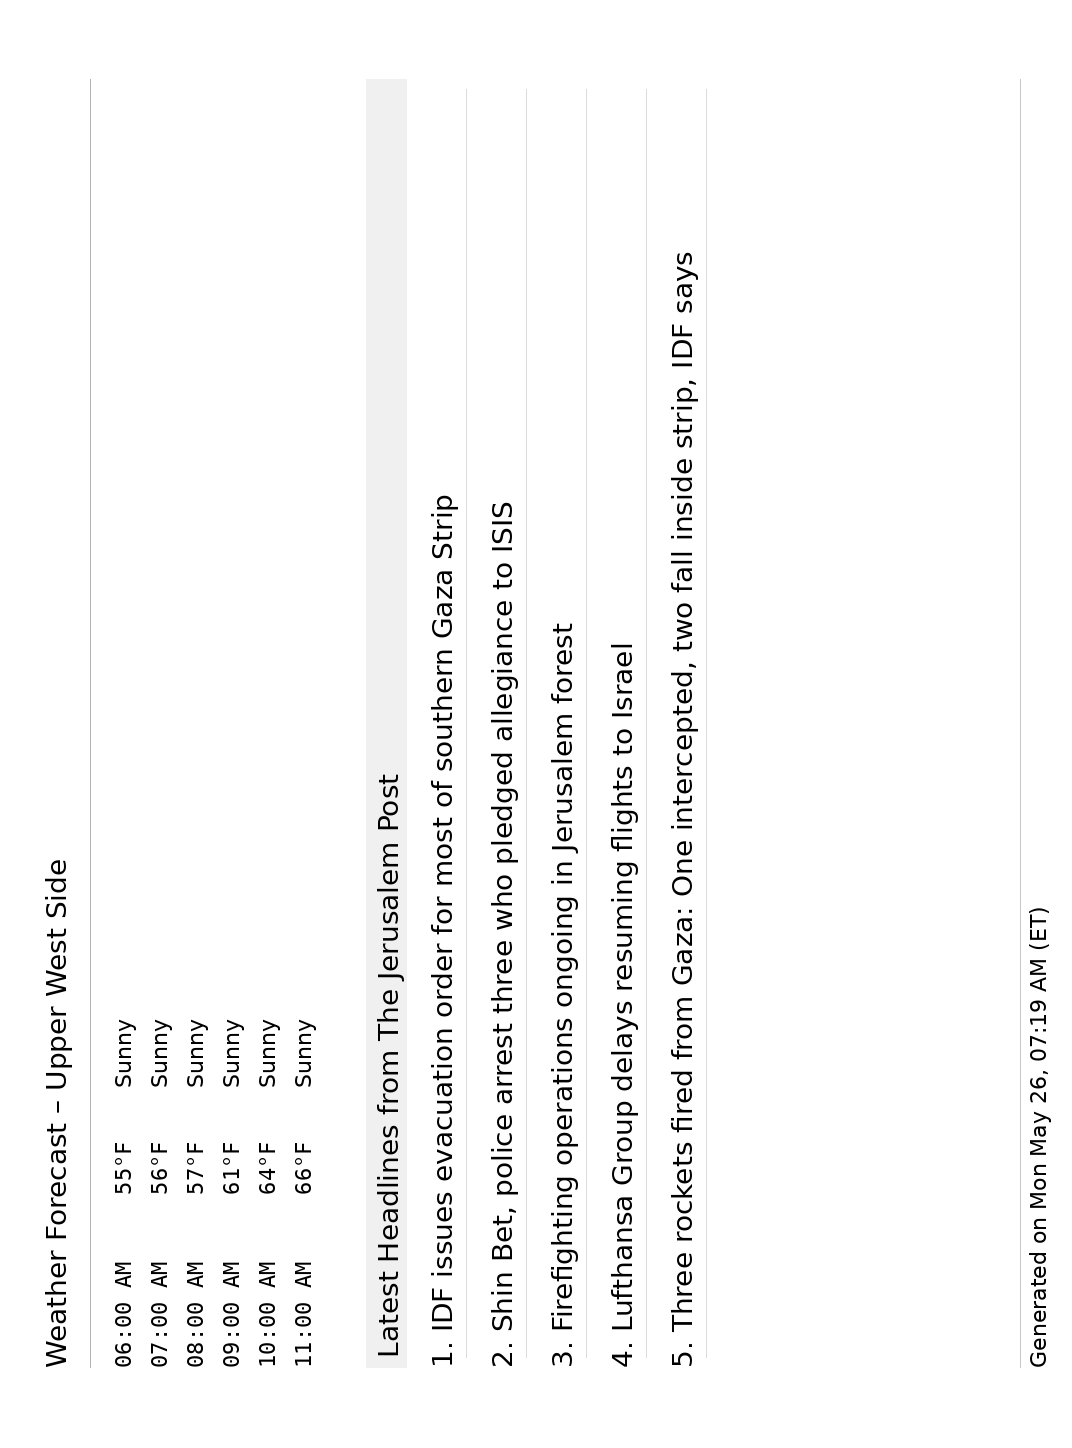 Weather Forecast – Upper West Side
06:00 AM 55°F Sunny
07:00 AM 56°F Sunny
08:00 AM 57°F Sunny
09:00 AM 61°F Sunny
10:00 AM 64°F Sunny
11:00 AM 66°F Sunny
Latest Headlines from The Jerusalem Post
1. IDF issues evacuation order for most of southern Gaza Strip
2. Shin Bet, police arrest three who pledged allegiance to ISIS
3. Firefighting operations ongoing in Jerusalem forest
4. Lufthansa Group delays resuming flights to Israel
5. Three rockets fired from Gaza: One intercepted, two fall inside strip, IDF says
Generated on Mon May 26, 07:19 AM (ET)